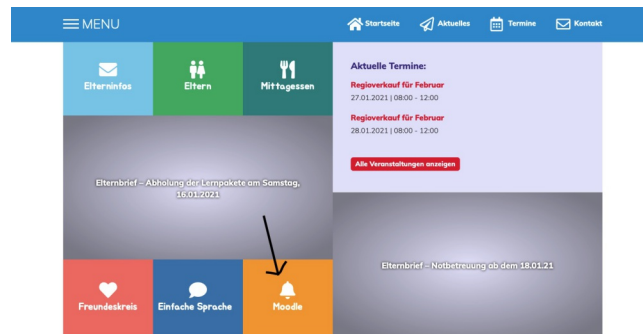 MENU
Startseite
Aktuelles
Termine
Kontakt
Elterninfos
Eltern
Mittagessen
Aktuelle Termine:
Regioverkauf für Februar
27.01.2021 | 08:00 - 12:00
Regioverkauf für Februar
28.01.2021 | 08:00 - 12:00
Alle Veranstaltungen anzeigen
Elternbrief – Abholung der Lernpakete am Samstag,
16.01.2021
Elternbrief – Notbetreuung ab dem 18.01.21
Freundeskreis
Einfache Sprache
Moodle